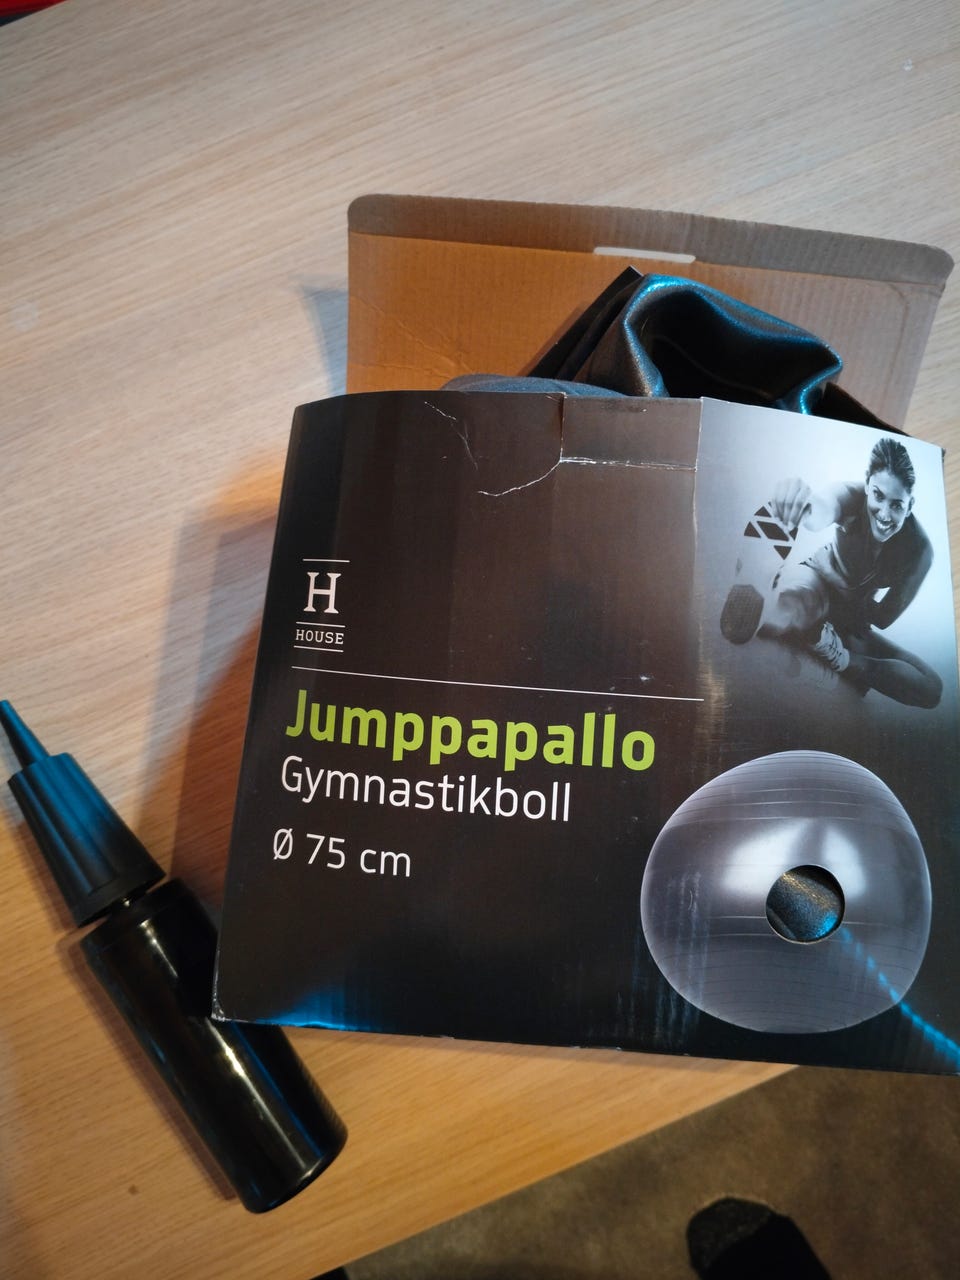 H
HOUSE
Jumppapallo
Gymnastikboll
Ø 75 cm